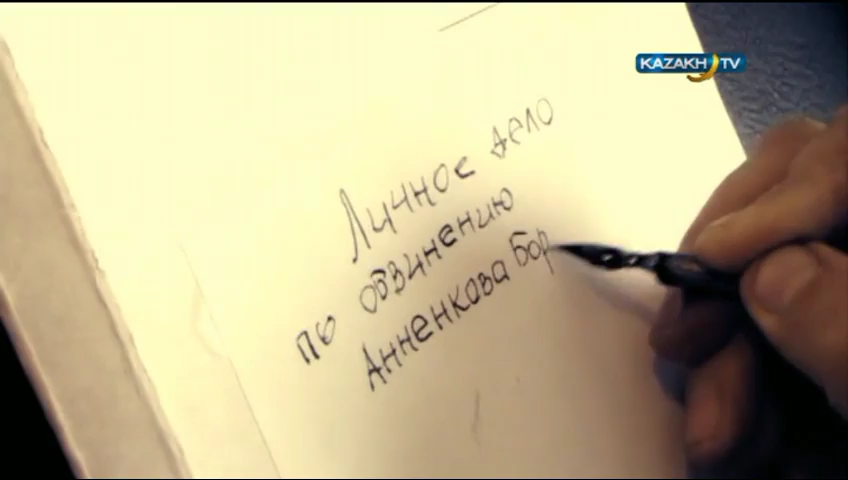 KAZAKH TV
Личное дело
по обвинению
Анненкова Бор